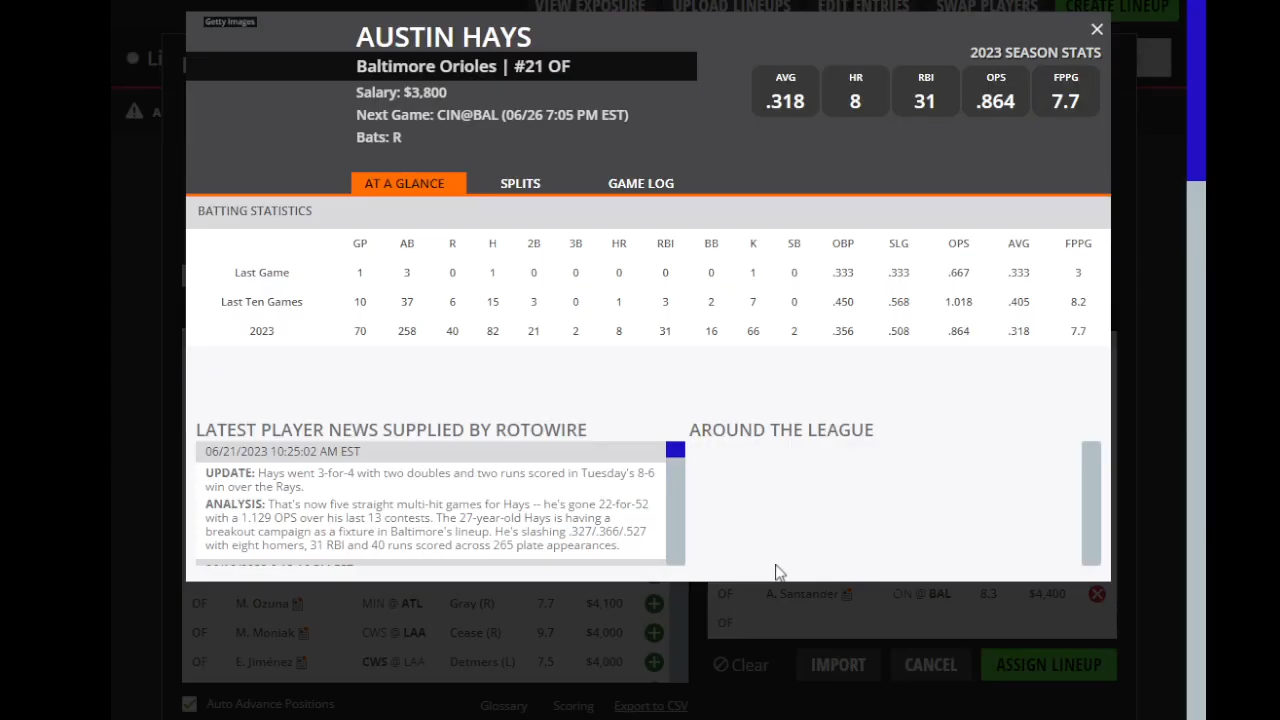 VIEW EXPOSURE UPLOAD LINEUPS EDIT ENTRIES SWAP PLAYERS CREATE LINEUP
Getty Images
AUSTIN HAYS
Baltimore Orioles | #21 OF
Salary: $3,800
Next Game: CIN@BAL (06/26 7:05 PM EST)
Bats: R
2023 SEASON STATS
AVG HR RBI OPS FPPG
.318 8 31 .864 7.7
AT A GLANCE SPLITS GAME LOG
BATTING STATISTICS
GP AB R H 2B 3B HR RBI BB K SB OBP SLG OPS AVG FPPG
Last Game 1 3 0 1 0 0 0 0 0 1 0 .333 .333 .667 .333 3
Last Ten Games 10 37 6 15 3 0 1 3 2 7 0 .450 .568 1.018 .405 8.2
2023 70 258 40 82 21 2 8 31 16 66 2 .356 .508 .864 .318 7.7
LATEST PLAYER NEWS SUPPLIED BY ROTOWIRE
06/21/2023 10:25:02 AM EST
UPDATE: Hays went 3-for-4 with two doubles and two runs scored in Tuesday's 8-6
win over the Rays.
ANALYSIS: That's now five straight multi-hit games for Hays -- he's gone 22-for-52
with a 1.129 OPS over his last 13 contests. The 27-year-old Hays is having a
breakout campaign as a fixture in Baltimore's lineup. He's slashing .327/.366/.527
with eight homers, 31 RBI and 40 runs scored across 265 plate appearances.
AROUND THE LEAGUE
OF M. Ozuna MIN @ ATL Gray (R) 7.7 $4,100
OF M. Moniak CWS @ LAA Cease (R) 9.7 $4,000
OF E. Jiménez CWS @ LAA Detmers (L) 7.5 $4,000
OF A. Santander CIN @ BAL 8.3 $4,400
OF
Clear IMPORT CANCEL ASSIGN LINEUP
Auto Advance Positions Glossary Scoring Export to CSV